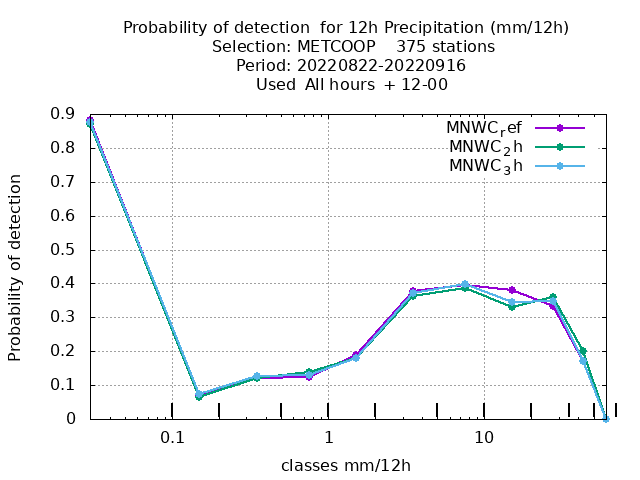 Probability of detection  for 12h Precipitation (mm/12h)
Selection: METCOOP    375 stations
Period: 20220822-20220916
Used  All hours  + 12-00
MNWC_ref
MNWC_2h
MNWC_3h
Probability of detection
0.9
0.8
0.7
0.6
0.5
0.4
0.3
0.2
0.1
0
0.1 1 10
classes mm/12h